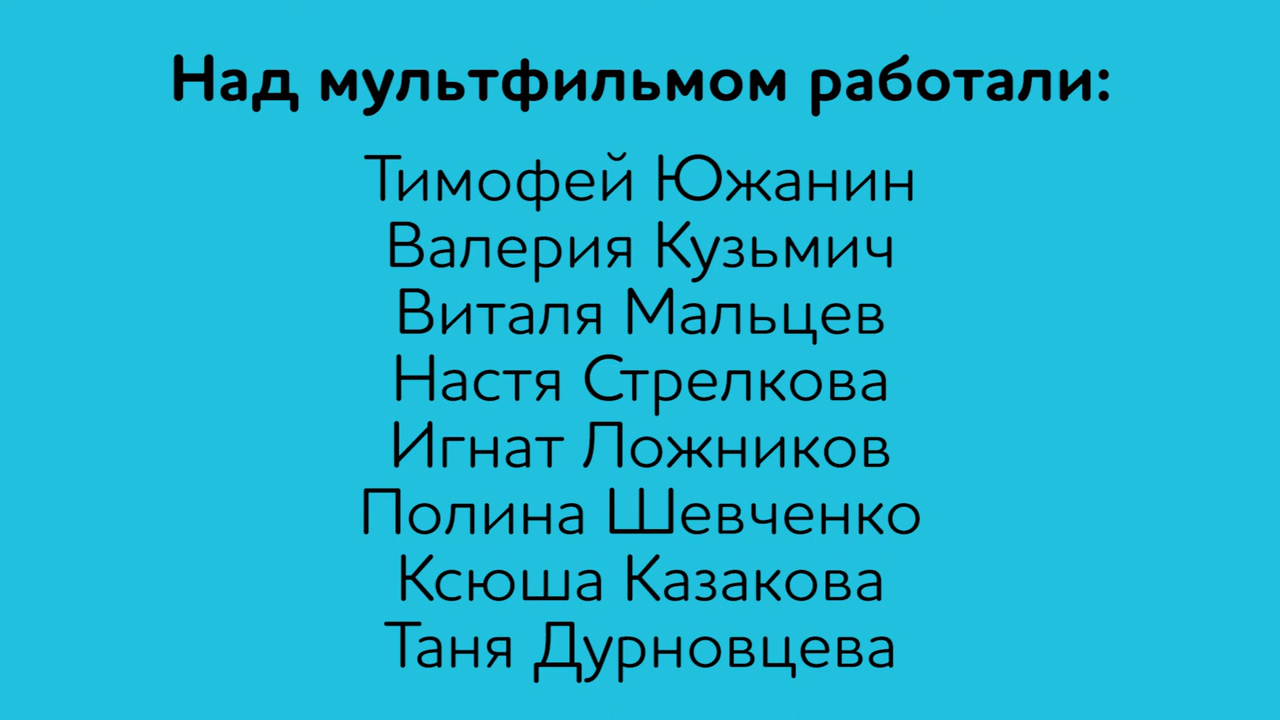 Над мультфильмом работали:
Тимофей Южанин
Валерия Кузьмич
Виталя Мальцев
Настя Стрелкова
Игнат Ложников
Полина Шевченко
Ксюша Казакова
Таня Дурновцева